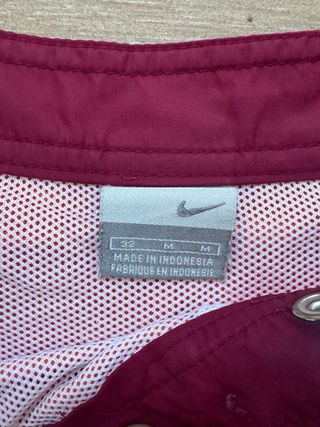 32 M M
MADE IN INDONESIA
FABRIQUE EN INDONESIE